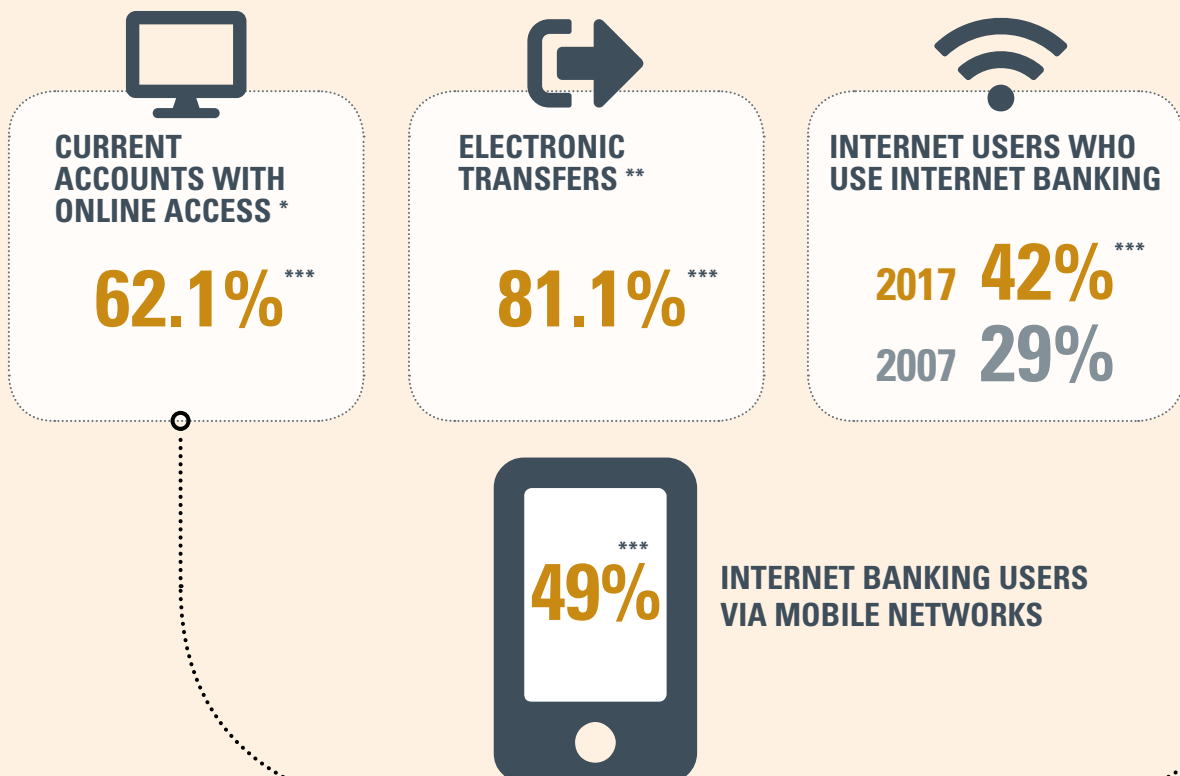 CURRENT
ACCOUNTS WITH
ONLINE ACCESS *
62.1%***
ELECTRONIC
TRANSFERS **
81.1%***
INTERNET USERS WHO
USE INTERNET BANKING
2017 42%***
2007 29%
***
49%
INTERNET BANKING USERS
VIA MOBILE NETWORKS